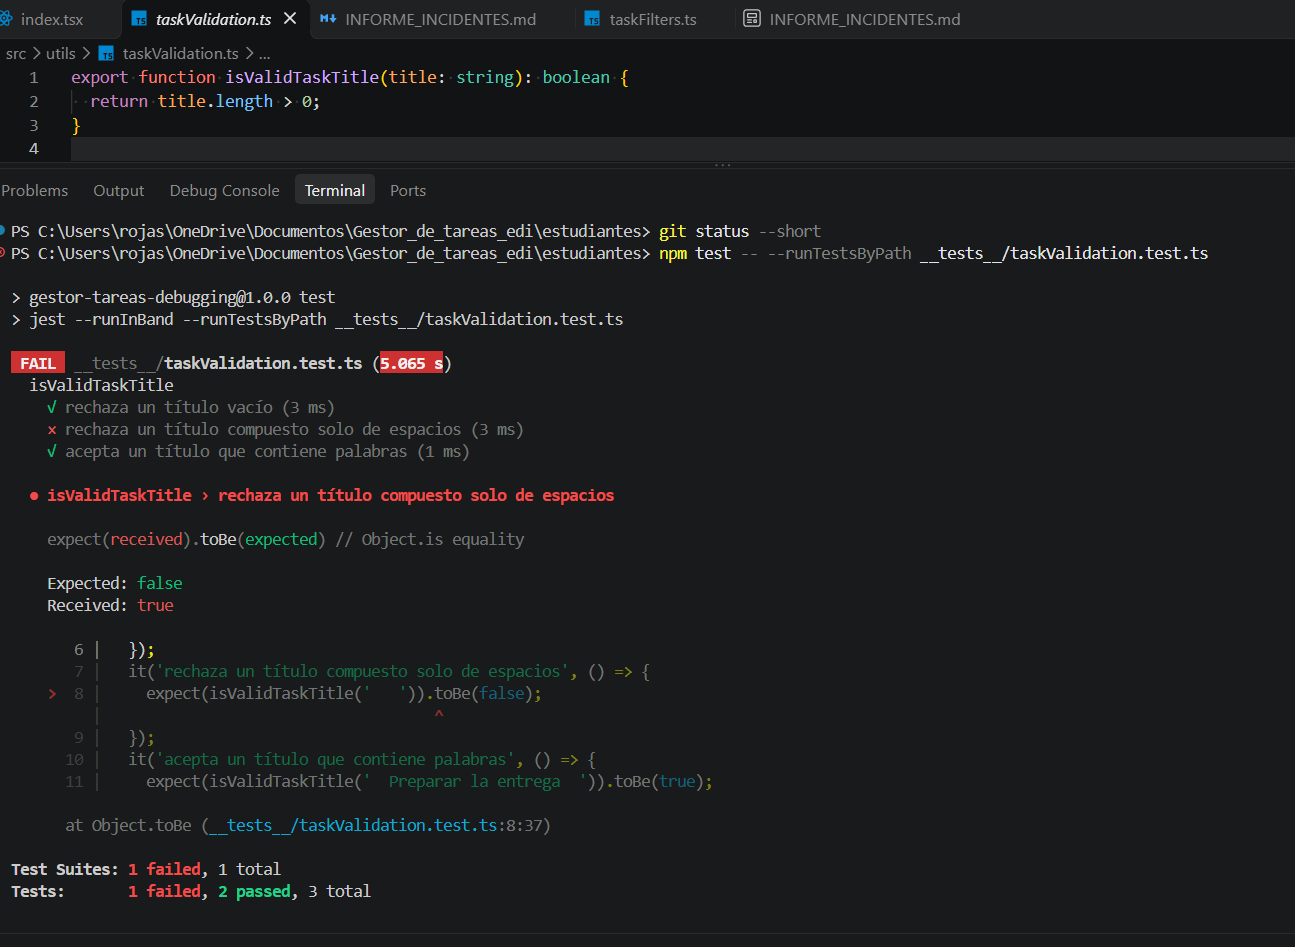 index.tsx
TS taskValidation.ts
INFORME_INCIDENTES.md
TS taskFilters.ts
INFORME_INCIDENTES.md
src > utils > TS taskValidation.ts > ...
1 export function isValidTaskTitle(title: string): boolean {
2 return title.length > 0;
3 }
4
Problems Output Debug Console Terminal Ports
PS C:\Users\rojas\OneDrive\Documentos\Gestor_de_tareas_edi\estudiantes> git status --short
PS C:\Users\rojas\OneDrive\Documentos\Gestor_de_tareas_edi\estudiantes> npm test -- --runTestsByPath __tests__/taskValidation.test.ts
> gestor-tareas-debugging@1.0.0 test
> jest --runInBand --runTestsByPath __tests__/taskValidation.test.ts
FAIL __tests__/taskValidation.test.ts (5.065 s)
isValidTaskTitle
√ rechaza un título vacío (3 ms)
× rechaza un título compuesto solo de espacios (3 ms)
√ acepta un título que contiene palabras (1 ms)
● isValidTaskTitle › rechaza un título compuesto solo de espacios
expect(received).toBe(expected) // Object.is equality
Expected: false
Received: true
6 | });
7 | it('rechaza un título compuesto solo de espacios', () => {
> 8 | expect(isValidTaskTitle('   ')).toBe(false);
| ^
9 | });
10 | it('acepta un título que contiene palabras', () => {
11 | expect(isValidTaskTitle('  Preparar la entrega  ')).toBe(true);
at Object.toBe (__tests__/taskValidation.test.ts:8:37)
Test Suites: 1 failed, 1 total
Tests: 1 failed, 2 passed, 3 total